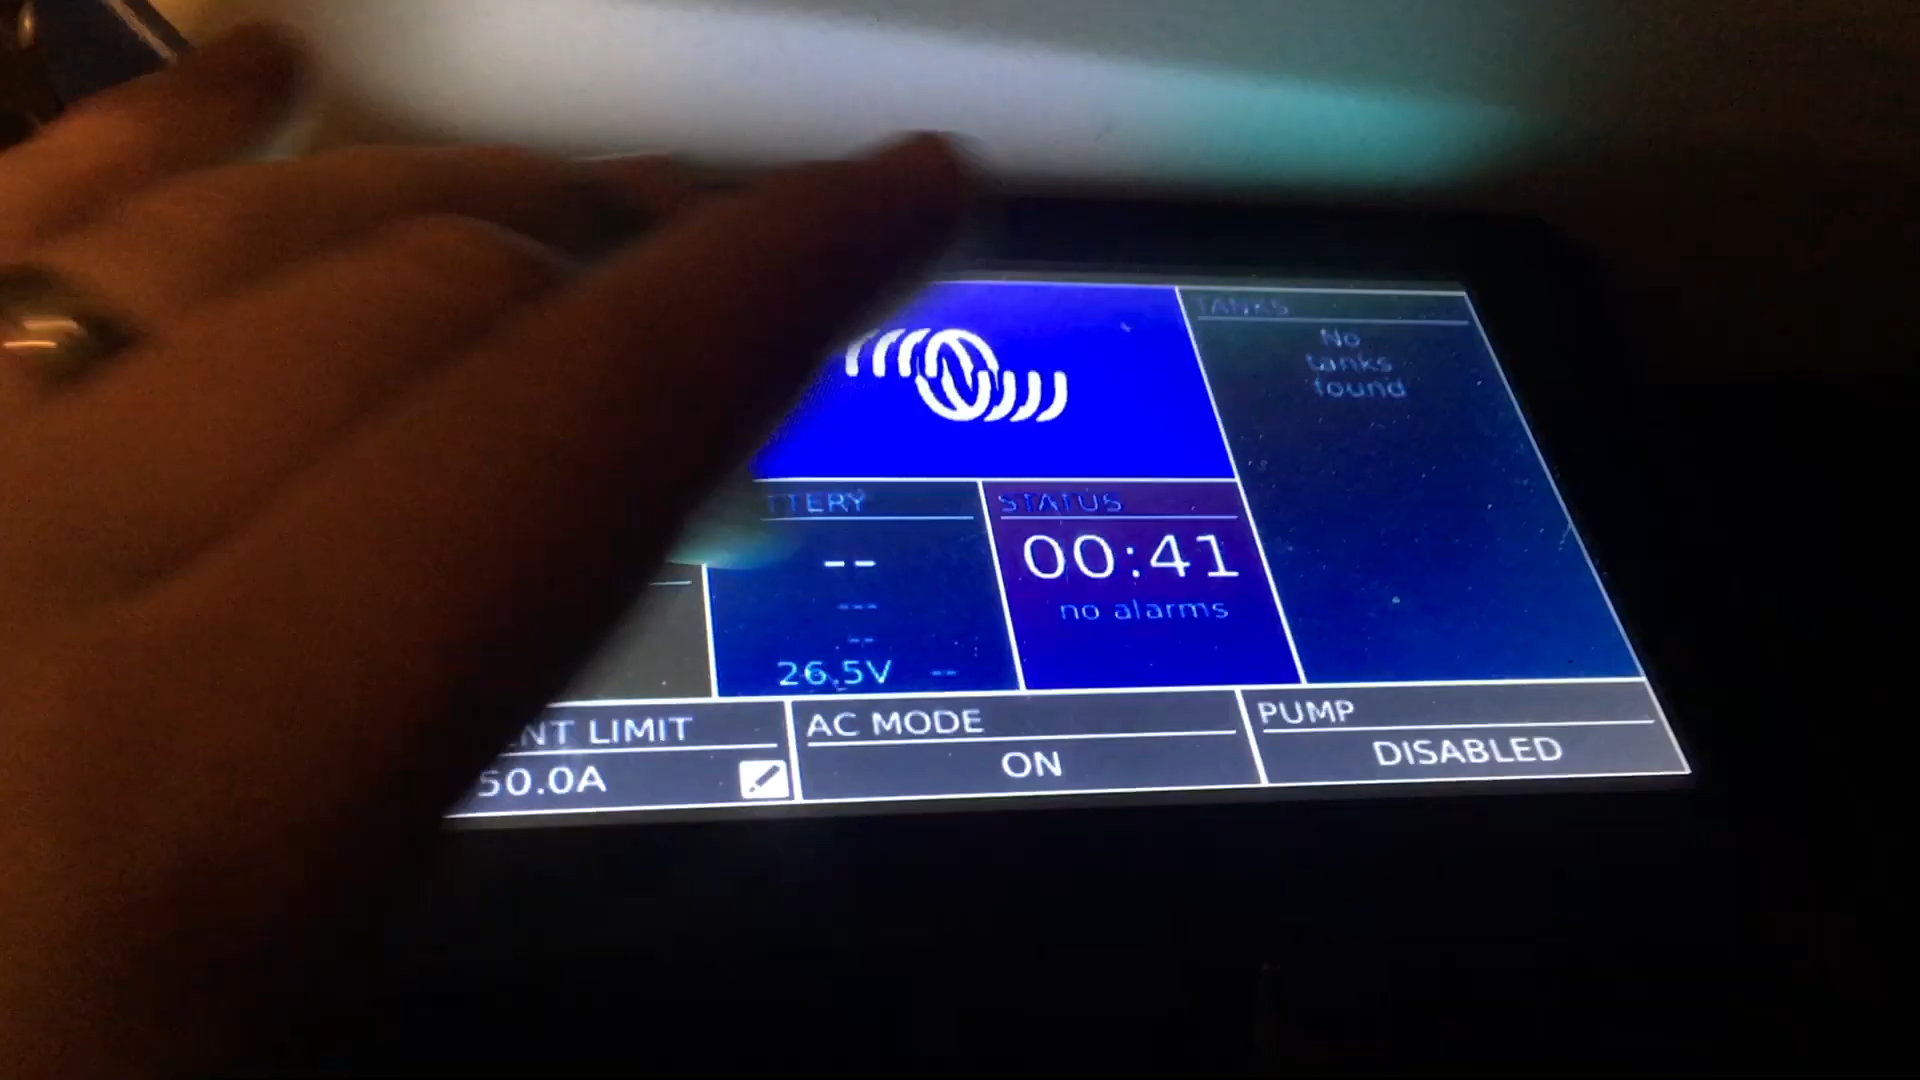 TANKS
No
tanks
found
TTERY
--
---
--
26.5V --
STATUS
00:41
no alarms
ENT LIMIT
50.0A
AC MODE
ON
PUMP
DISABLED